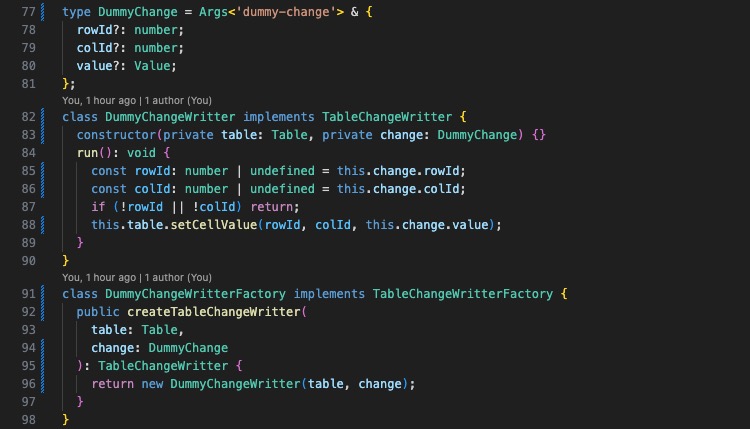 77 type DummyChange = Args<'dummy-change'> & {
78 rowId?: number;
79 colId?: number;
80 value?: Value;
81 };
You, 1 hour ago | 1 author (You)
82 class DummyChangeWritter implements TableChangeWritter {
83 constructor(private table: Table, private change: DummyChange) {}
84 run(): void {
85 const rowId: number | undefined = this.change.rowId;
86 const colId: number | undefined = this.change.colId;
87 if (!rowId || !colId) return;
88 this.table.setCellValue(rowId, colId, this.change.value);
89 }
90 }
You, 1 hour ago | 1 author (You)
91 class DummyChangeWritterFactory implements TableChangeWritterFactory {
92 public createTableChangeWritter(
93 table: Table,
94 change: DummyChange
95 ): TableChangeWritter {
96 return new DummyChangeWritter(table, change);
97 }
98 }